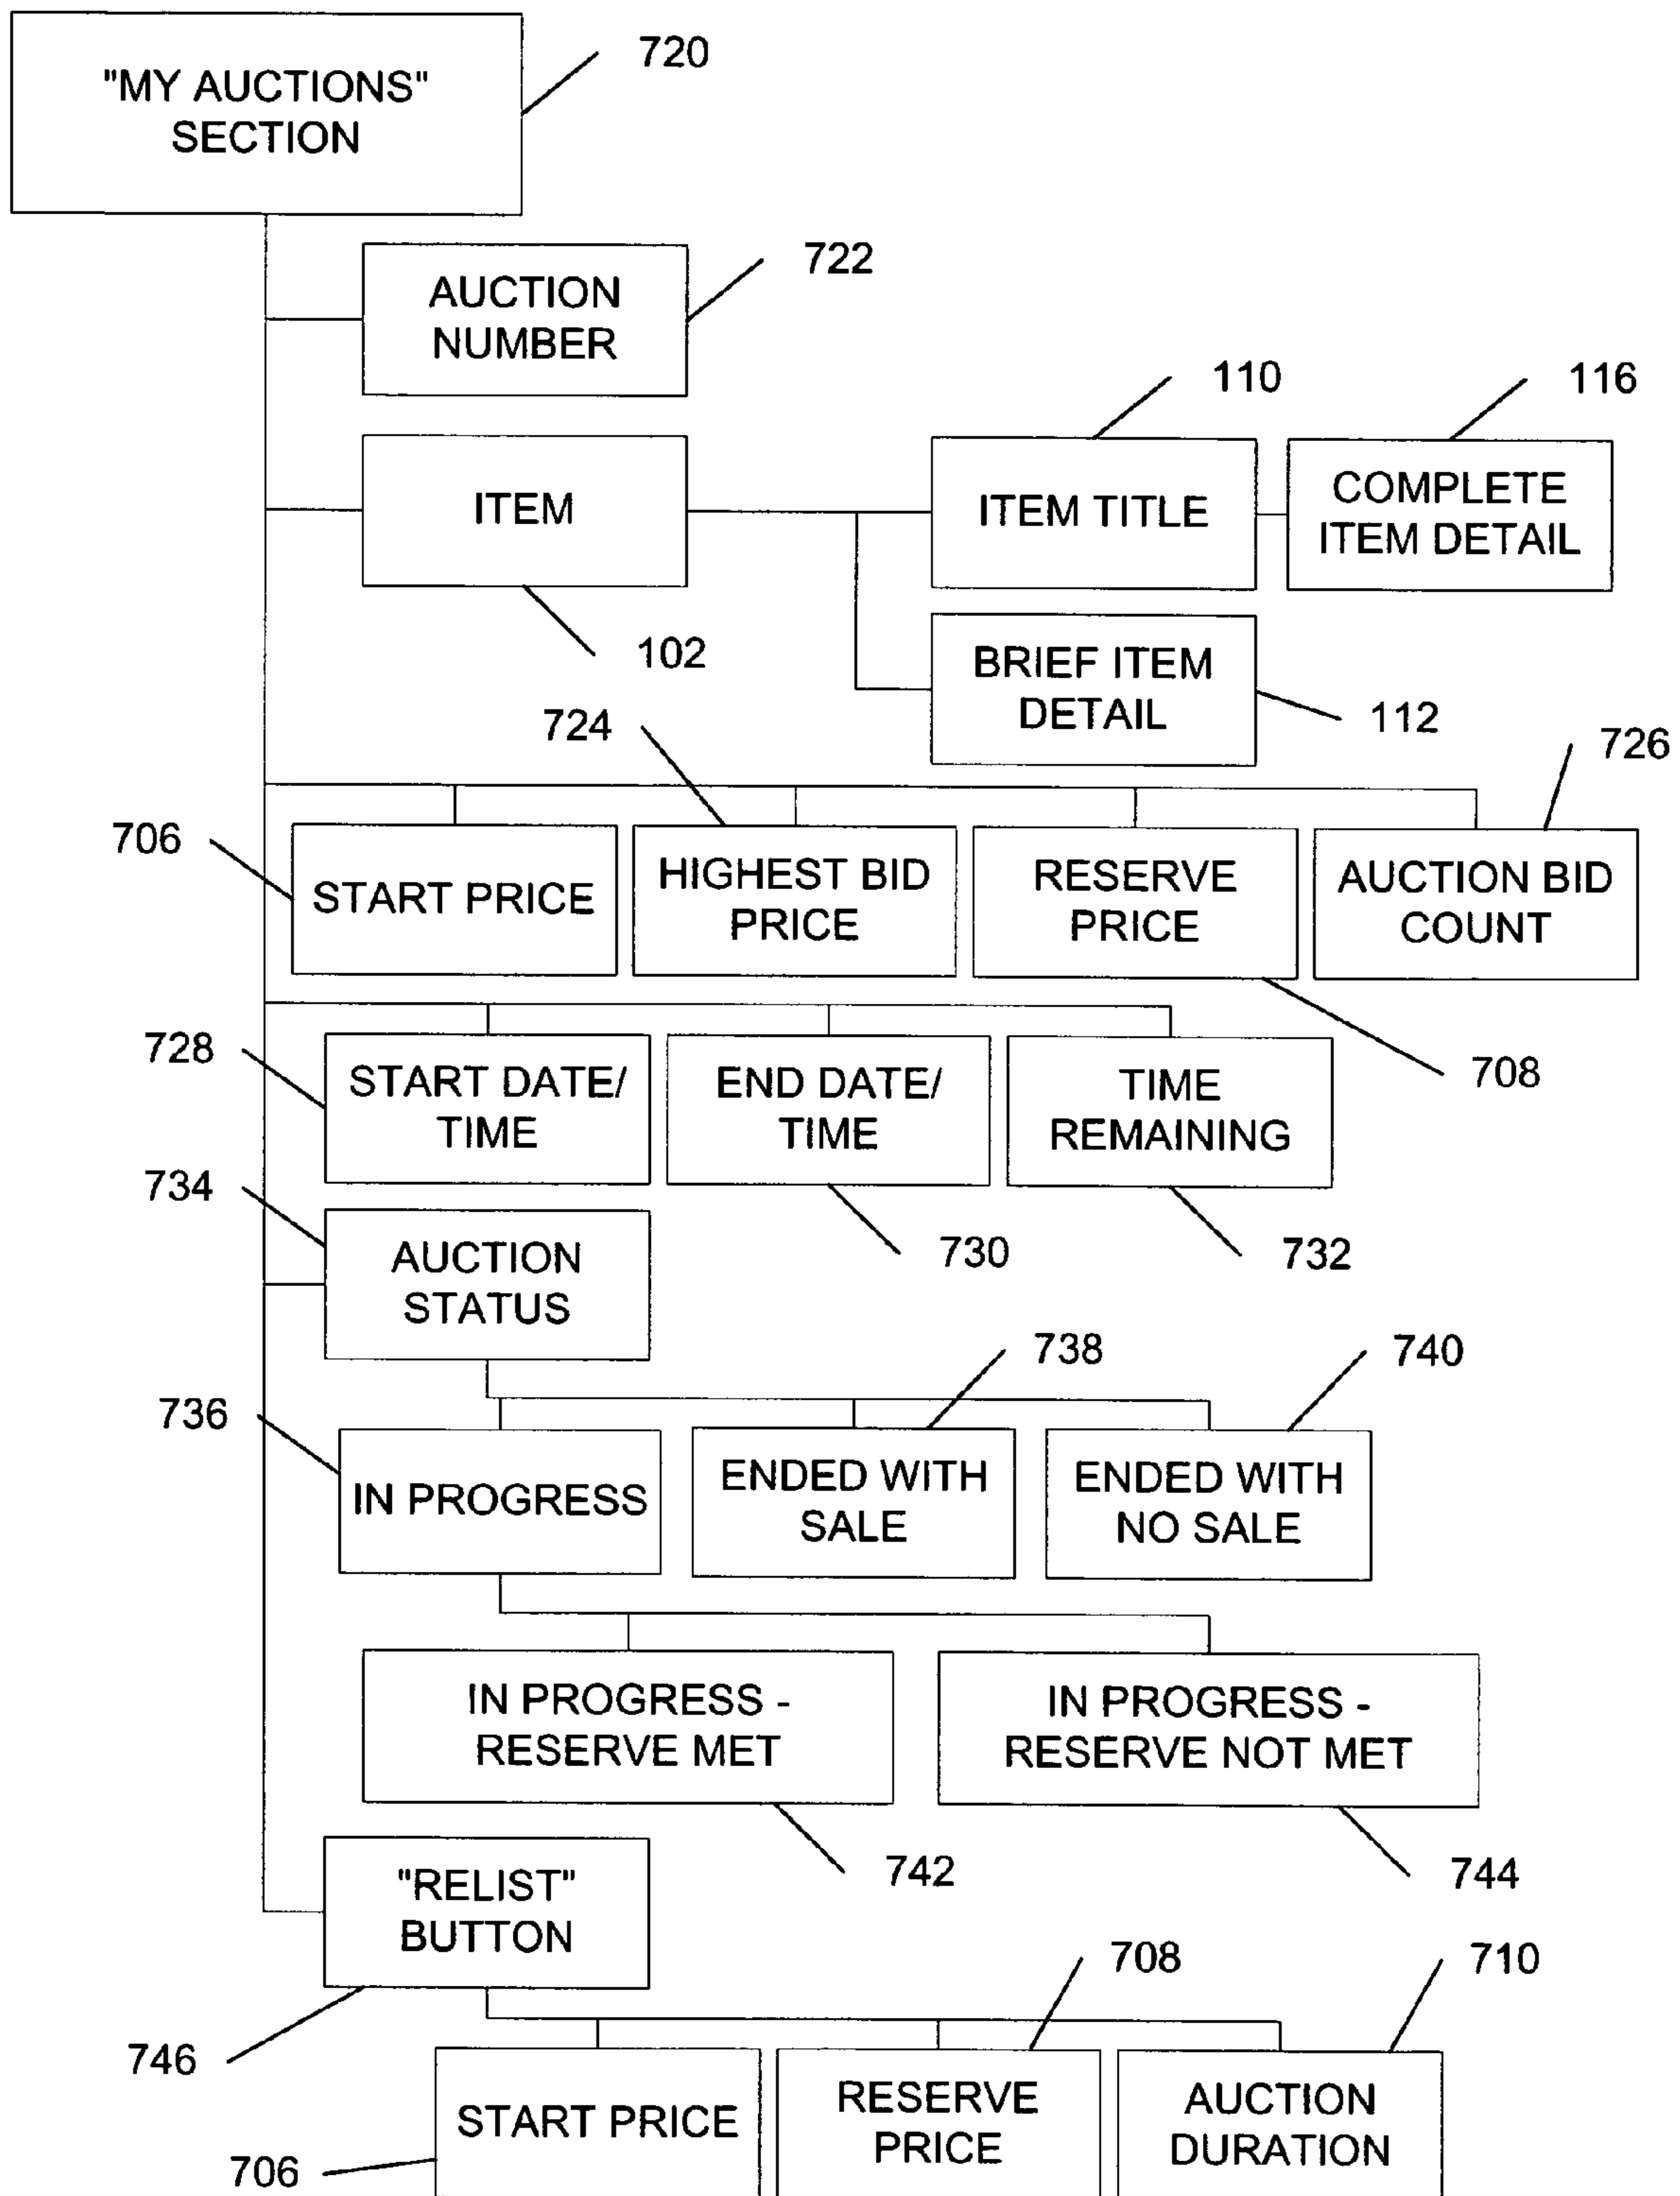 "MY AUCTIONS"
SECTION
720
AUCTION
NUMBER
722
110
116
ITEM
ITEM TITLE
COMPLETE
ITEM DETAIL
102
BRIEF ITEM
DETAIL
112
724
726
706
START PRICE
HIGHEST BID
PRICE
RESERVE
PRICE
AUCTION BID
COUNT
708
728
START DATE/
TIME
END DATE/
TIME
TIME
REMAINING
730
732
734
AUCTION
STATUS
738
740
736
IN PROGRESS
ENDED WITH
SALE
ENDED WITH
NO SALE
IN PROGRESS -
RESERVE MET
IN PROGRESS -
RESERVE NOT MET
742
744
"RELIST"
BUTTON
746
708
710
START PRICE
RESERVE
PRICE
AUCTION
DURATION
706